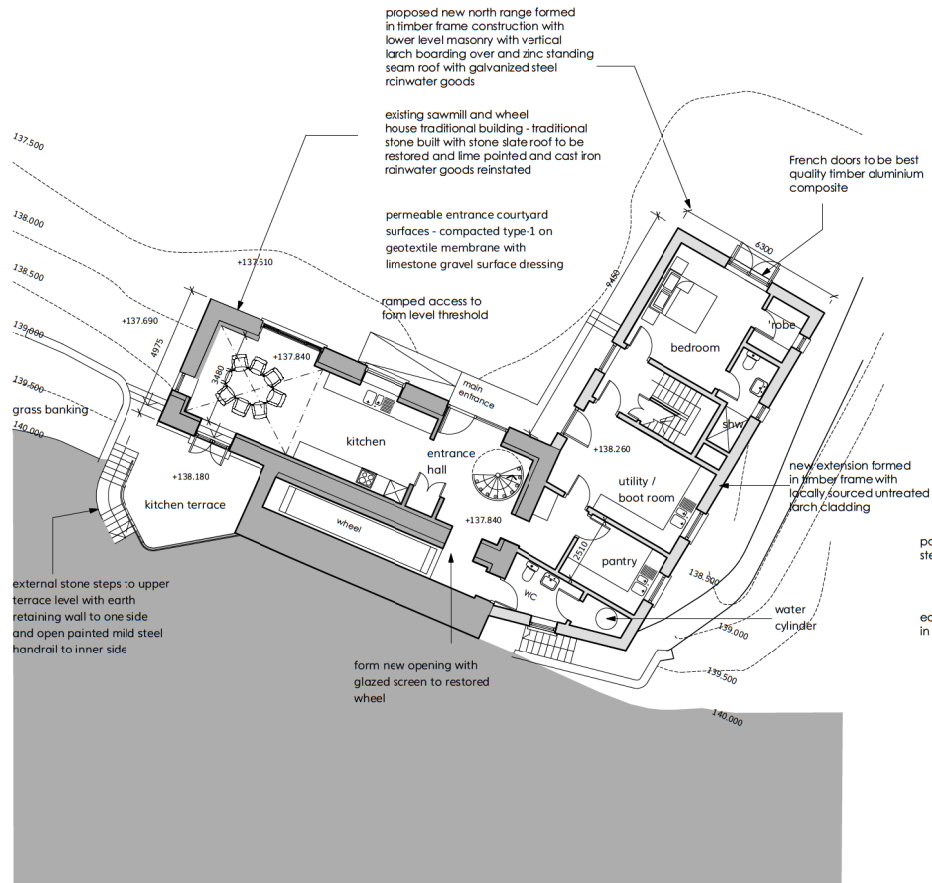 proposed new north range formed
in timber frame construction with
lower level masonry with vertical
larch boarding over and zinc standing
seam roof with galvanized steel
rcinwater goods
existing sawmill and wheel
house traditional building - traditional
stone built with stone slate roof to be
restored and lime pointed and cast iron
rainwater goods reinstated
permeable entrance courtyard
surfaces - compacted type-1 on
geotextile membrane with
limestone gravel surface dressing
ramped access to
form level threshold
French doors to be best
quality timber aluminium
composite
137.500
138.000
138.500
139.000
139.500
140.000
grass banking
+137.510
+137.690
+137.840
4975
3480
9450
6300
'robe
bedroom
shw
main
entrance
kitchen
entrance
hall
+138.260
+138.180
kitchen terrace
wheel
+137.840
utility /
boot room
pantry
2510
WC
new extension formed
in timber frame with
locally sourced untreated
larch cladding
138.500
139.000
139.500
140.000
water
cylinder
external stone steps to upper
terrace level with earth
retaining wall to one side
and open painted mild steel
handrail to inner side
form new opening with
glazed screen to restored
wheel
po
ste
in